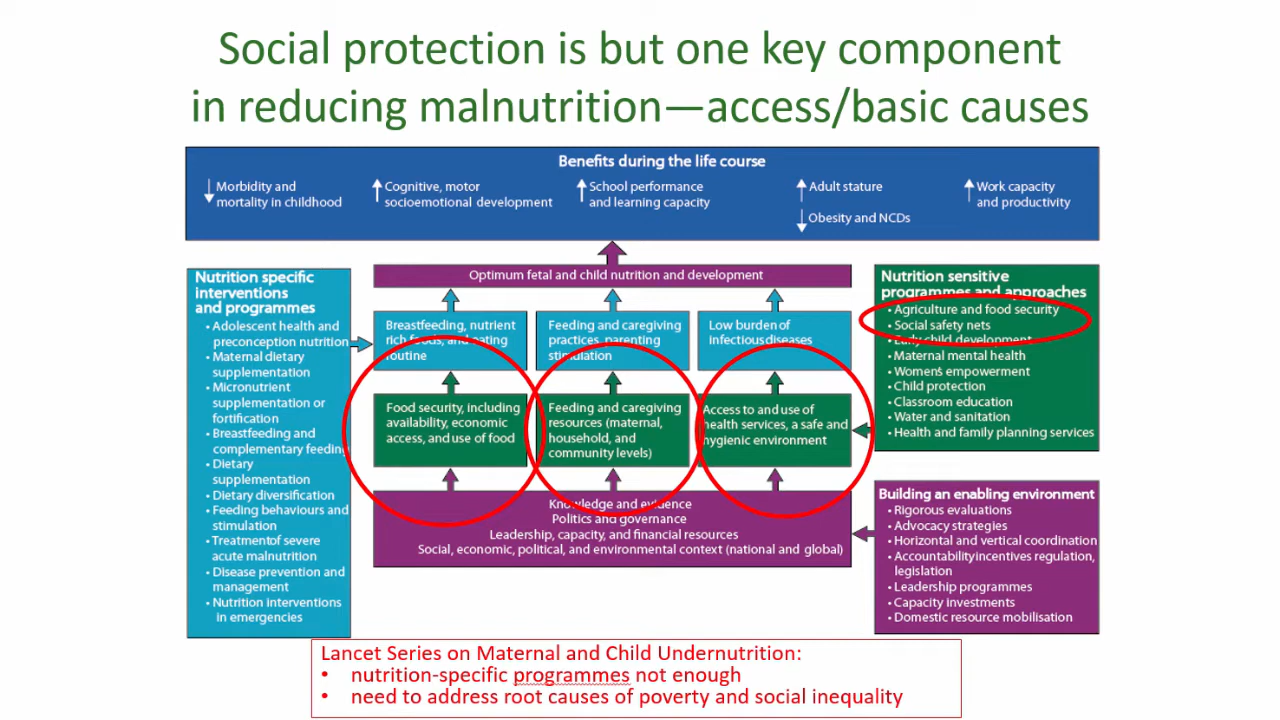 Social protection is but one key component
in reducing malnutrition—access/basic causes
Benefits during the life course
Morbidity and
mortality in childhood
Cognitive, motor
socioemotional development
School performance
and learning capacity
Adult stature
Obesity and NCDs
Work capacity
and productivity
Nutrition specific
interventions
and programmes
• Adolescent health and
preconception nutrition
• Maternal dietary
supplementation
• Micronutrient
supplementation or
fortification
• Breastfeeding and
complementary feeding
• Dietary
supplementation
• Dietary diversification
• Feeding behaviours and
stimulation
• Treatmentof severe
acute malnutrition
• Disease prevention and
management
• Nutrition interventions
in emergencies
Optimum fetal and child nutrition and development
Breastfeeding, nutrient
rich foods, and eating
routine
Feeding and caregiving
practices, parenting
stimulation
Low burden of
infectious diseases
Food security, including
availability, economic
access, and use of food
Feeding and caregiving
resources (maternal,
household, and
community levels)
Access to and use of
health services, a safe and
hygienic environment
Knowledge and evidence
Politics and governance
Leadership, capacity, and financial resources
Social, economic, political, and environmental context (national and global)
Nutrition sensitive
programmes and approaches
• Agriculture and food security
• Social safety nets
• Early child development
• Maternal mental health
• Women's empowerment
• Child protection
• Classroom education
• Water and sanitation
• Health and family planning services
Building an enabling environment
• Rigorous evaluations
• Advocacy strategies
• Horizontal and vertical coordination
• Accountability incentives regulation,
legislation
• Leadership programmes
• Capacity investments
• Domestic resource mobilisation
Lancet Series on Maternal and Child Undernutrition:
• nutrition-specific programmes not enough
• need to address root causes of poverty and social inequality